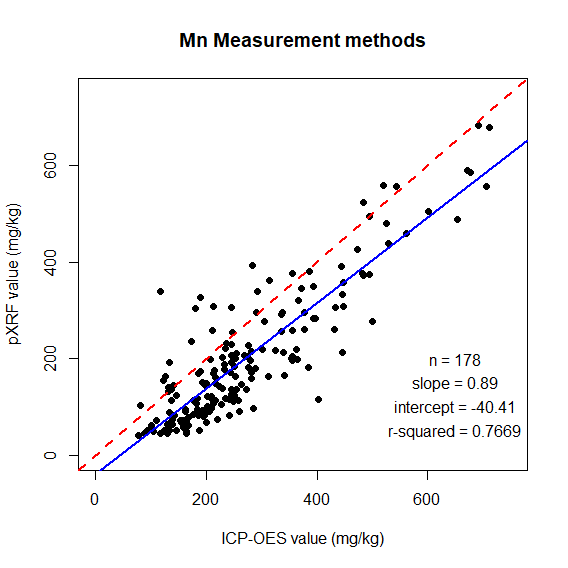 Mn Measurement methods
pXRF value (mg/kg)
600
400
200
0
n = 178
slope = 0.89
intercept = -40.41
r-squared = 0.7669
0
200
400
600
ICP-OES value (mg/kg)